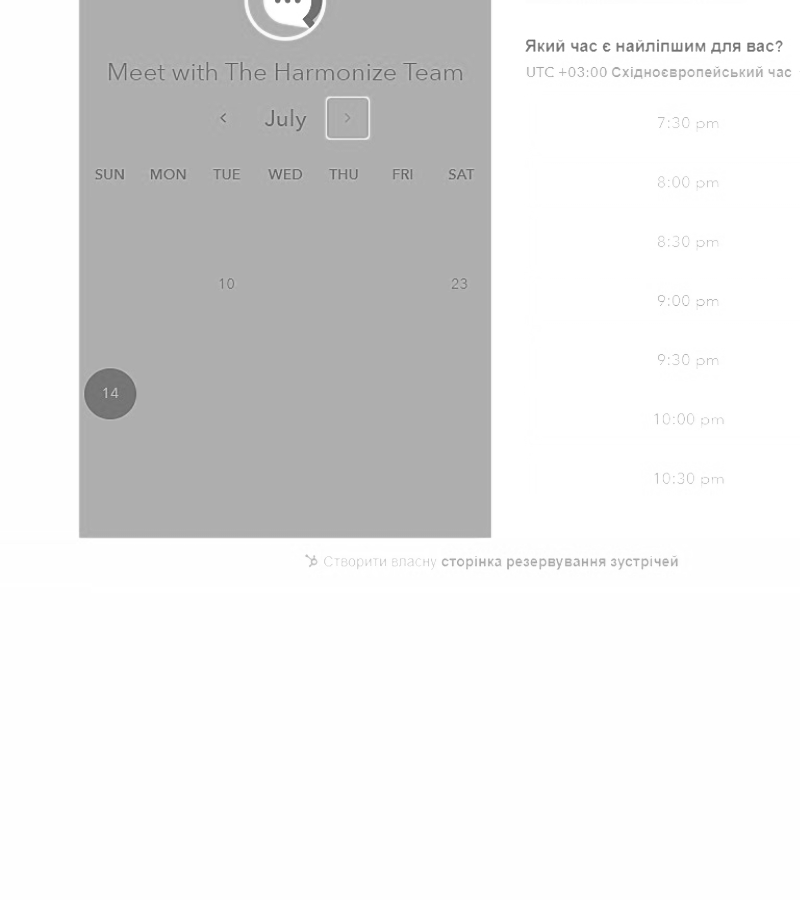 Meet with The Harmonize Team
July
SUN MON TUE WED THU FRI SAT
10 23
14
Який час є найліпшим для вас?
UTC +03:00 Східноєвропейський час
7:30 pm
8:00 pm
8:30 pm
9:00 pm
9:30 pm
10:00 pm
10:30 pm
Створити власну сторінка резервування зустрічей